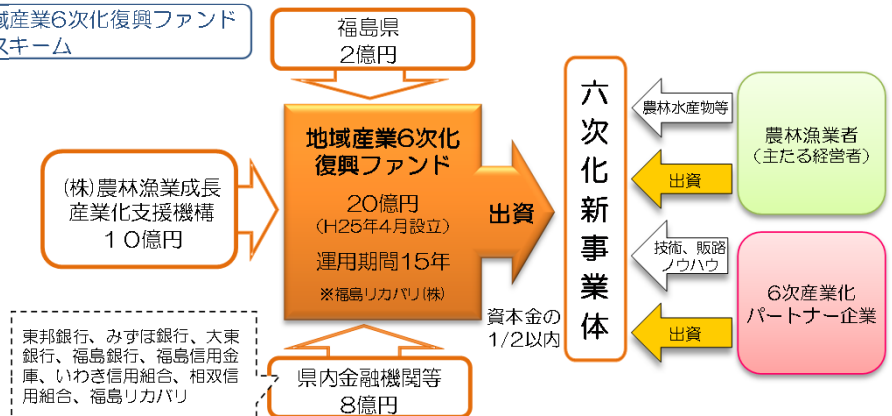 域産業6次化復興ファンド
スキーム
福島県
2億円
(株)農林漁業成長
産業化支援機構
１０億円
地域産業6次化
復興ファンド
20億円
(H25年4月設立)
運用期間15年
※福島リカバリ(株)
出資
資本金の
1/2以内
県内金融機関等
8億円
東邦銀行、みずほ銀行、大東
銀行、福島銀行、福島信用金
庫、いわき信用組合、相双信
用組合、福島リカバリ
六次化新事業体
農林水産物等
出資
技術、販路
ノウハウ
出資
農林漁業者
(主たる経営者)
6次産業化
パートナー企業